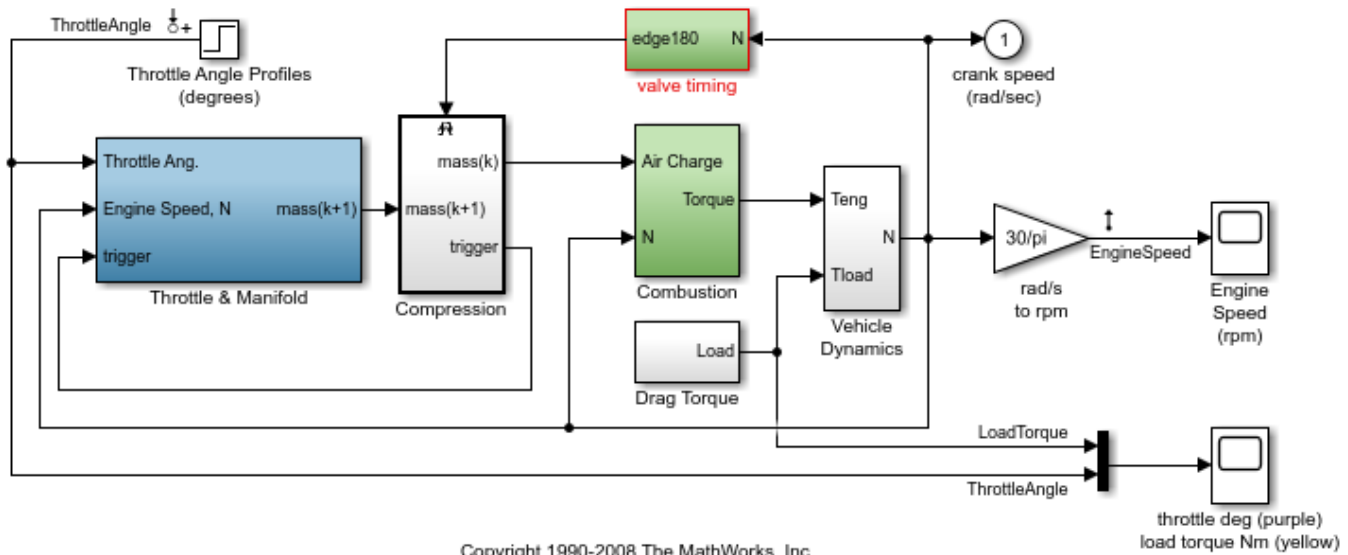 ThrottleAngle
Throttle Angle Profiles
(degrees)
edge180 N
valve timing
1
crank speed
(rad/sec)
Throttle Ang.
Engine Speed, N
mass(k+1)
trigger
Throttle & Manifold
mass(k)
mass(k+1)
trigger
Compression
Air Charge
Torque
N
Combustion
Teng
N
Tload
Vehicle
Dynamics
Load
Drag Torque
30/pi
rad/s
to rpm
EngineSpeed
Engine
Speed
(rpm)
LoadTorque
ThrottleAngle
throttle deg (purple)
load torque Nm (yellow)
Copyright 1990-2008 The MathWorks, Inc